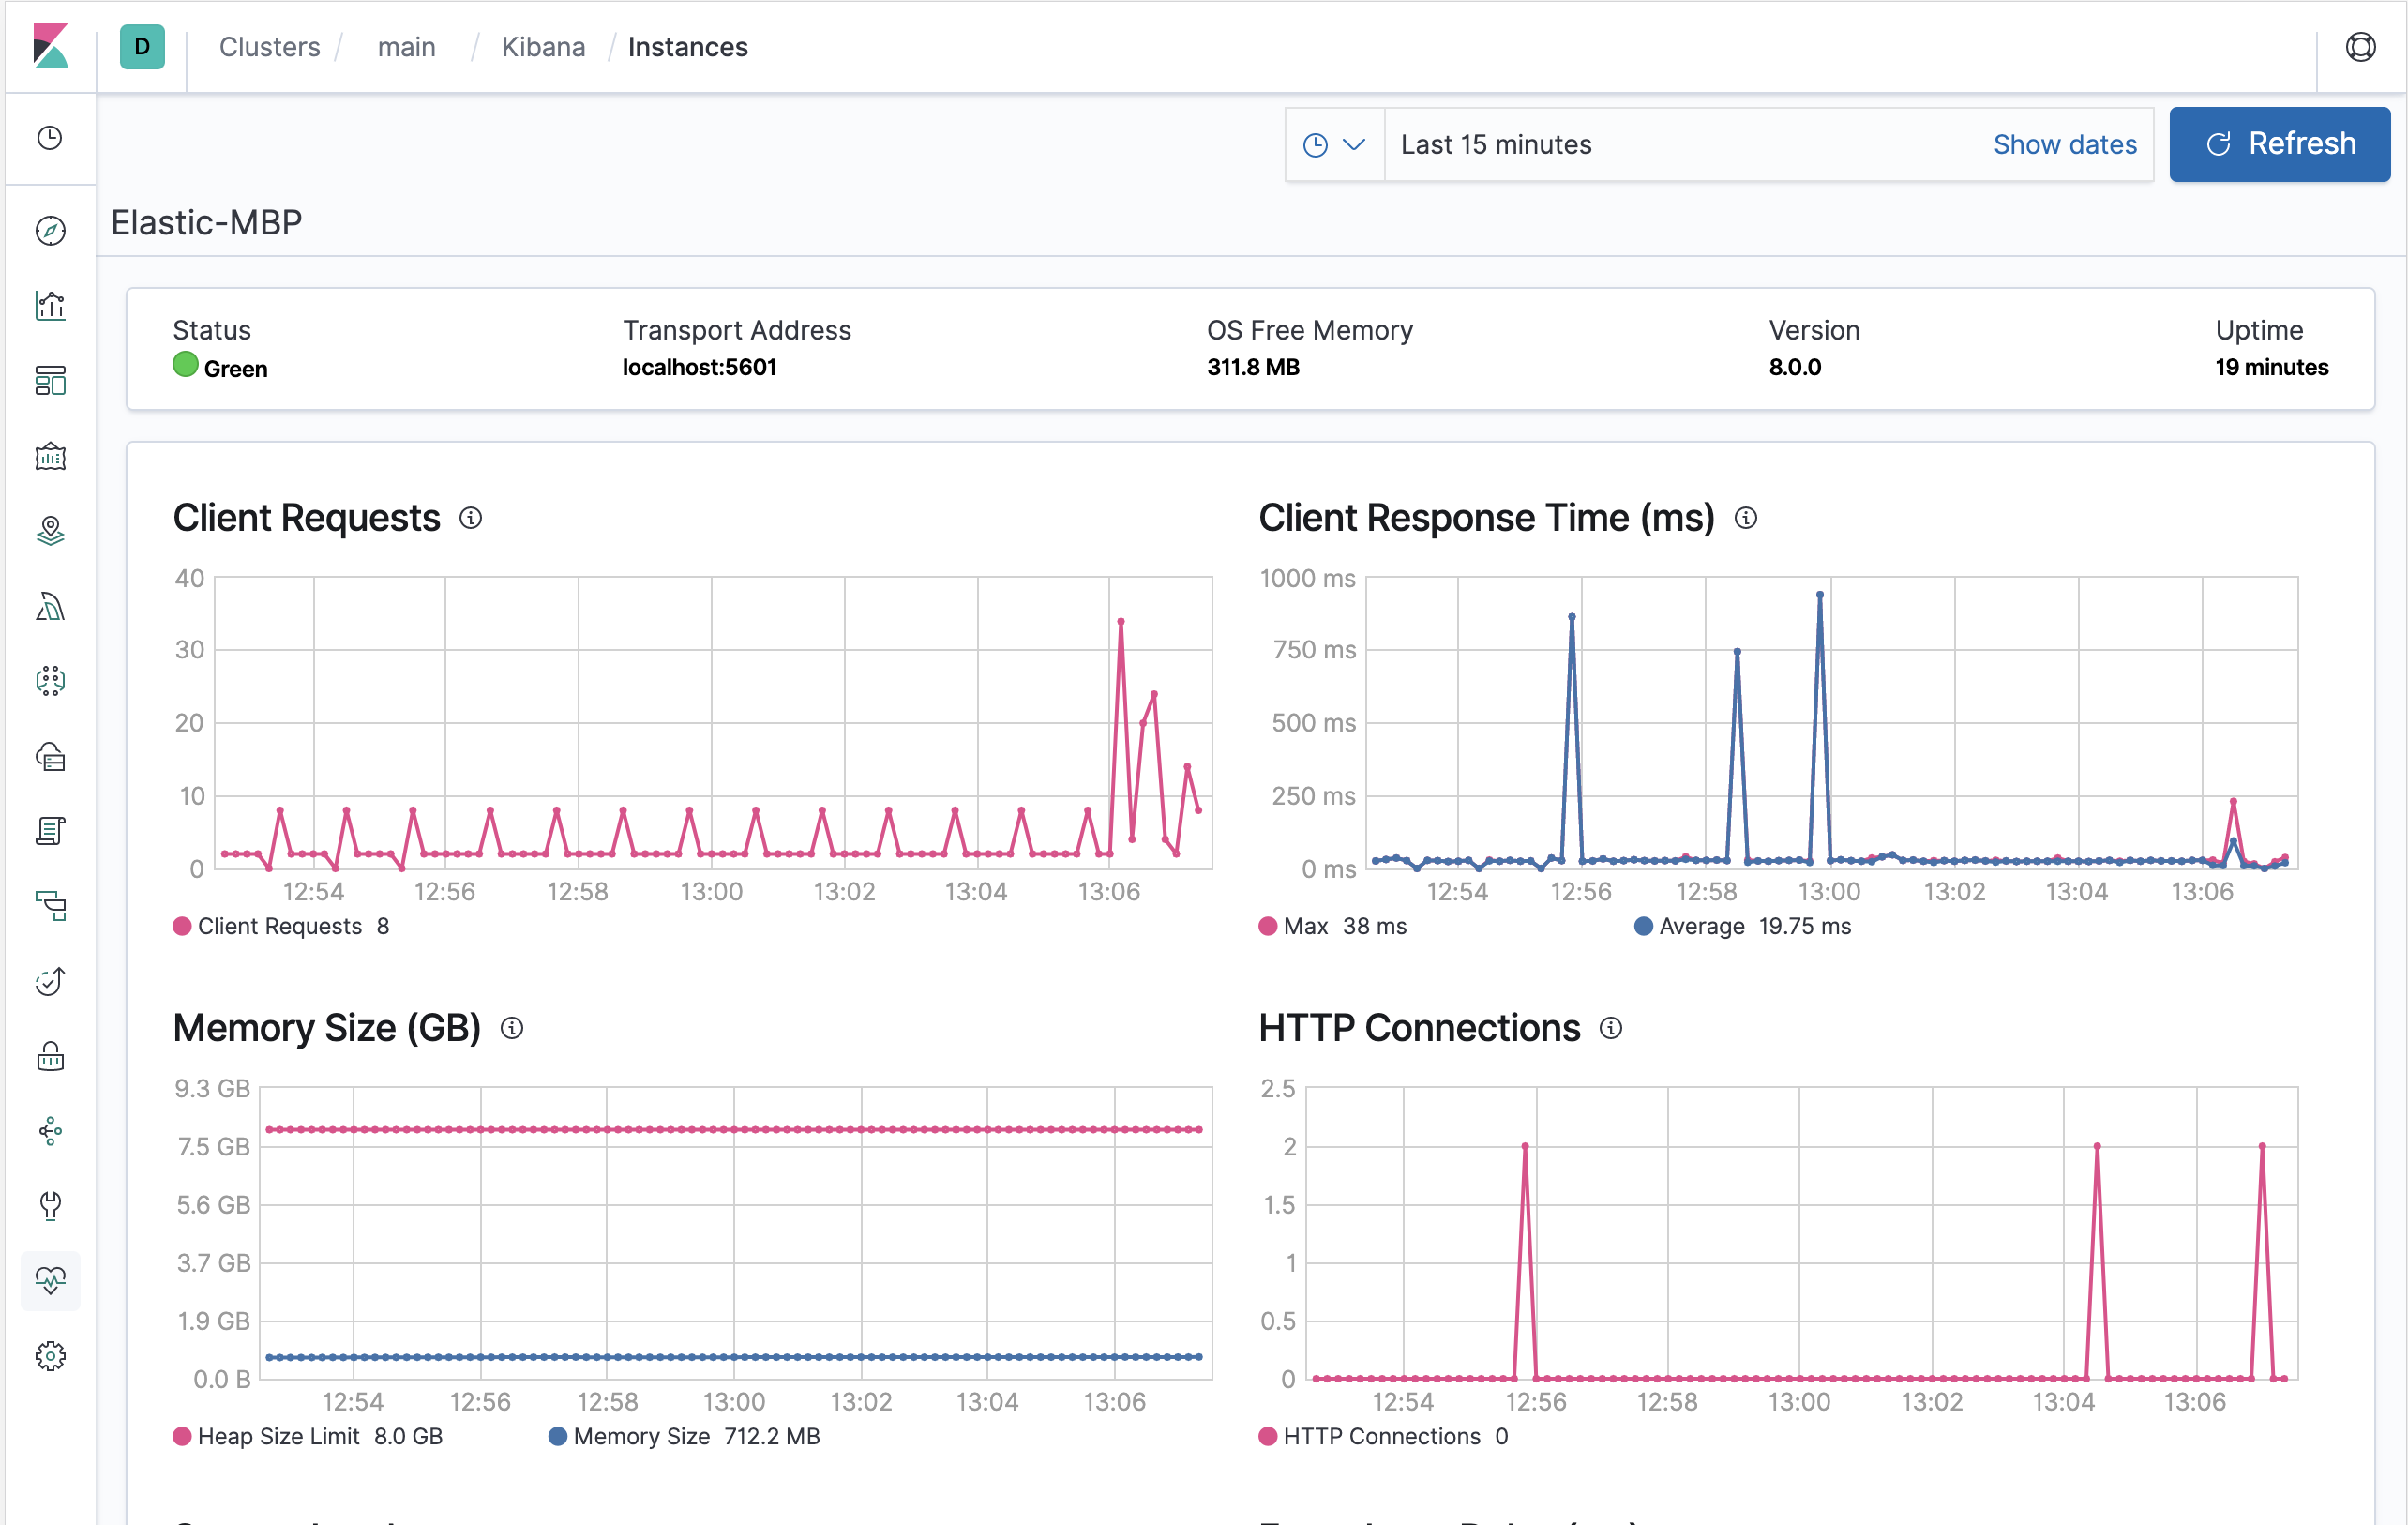 D Clusters / main / Kibana / Instances
Last 15 minutes Show dates Refresh
Elastic-MBP
Status Transport Address OS Free Memory Version Uptime
Green localhost:5601 311.8 MB 8.0.0 19 minutes
Client Requests
40
30
20
10
0
12:54 12:56 12:58 13:00 13:02 13:04 13:06
Client Requests 8
Client Response Time (ms)
1000 ms
750 ms
500 ms
250 ms
0 ms
12:54 12:56 12:58 13:00 13:02 13:04 13:06
Max 38 ms Average 19.75 ms
Memory Size (GB)
9.3 GB
7.5 GB
5.6 GB
3.7 GB
1.9 GB
0.0 B
12:54 12:56 12:58 13:00 13:02 13:04 13:06
Heap Size Limit 8.0 GB Memory Size 712.2 MB
HTTP Connections
2.5
2
1.5
1
0.5
0
12:54 12:56 12:58 13:00 13:02 13:04 13:06
HTTP Connections 0